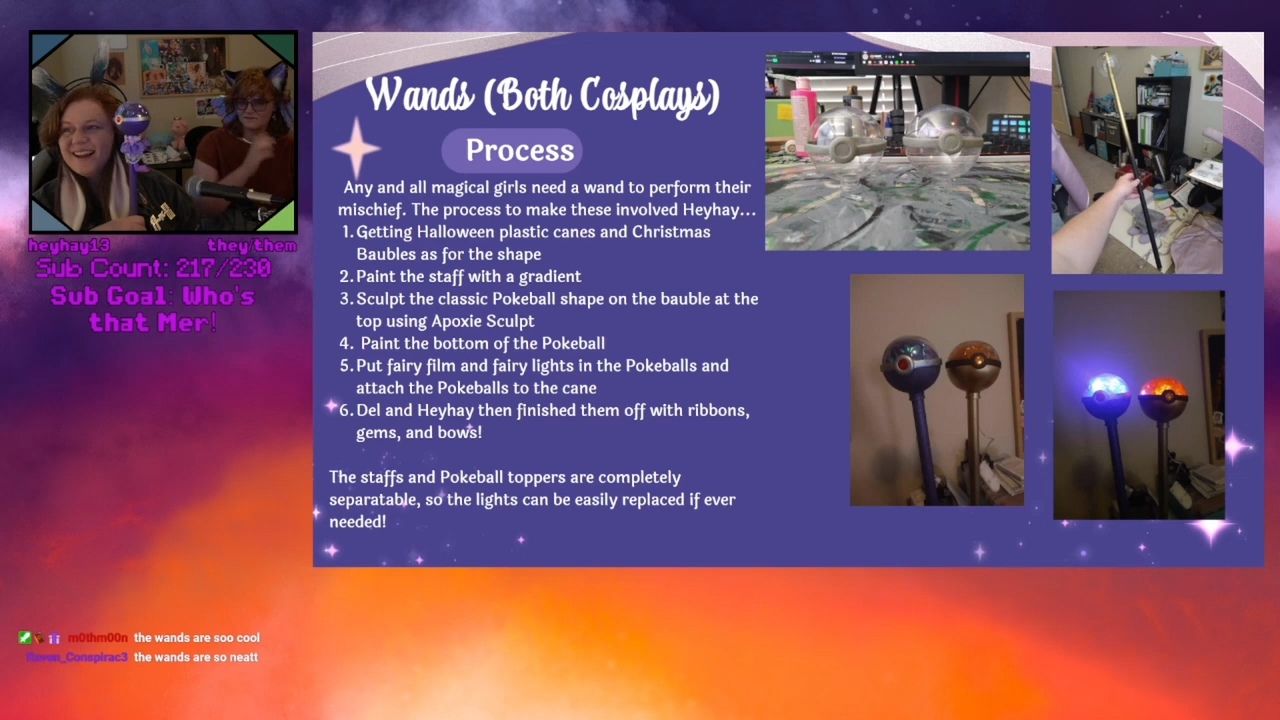 Wands (Both Cosplays)
Process
Any and all magical girls need a wand to perform their
mischief. The process to make these involved Heyhay...
1. Getting Halloween plastic canes and Christmas
Baubles as for the shape
2. Paint the staff with a gradient
3. Sculpt the classic Pokeball shape on the bauble at the
top using Apoxie Sculpt
4. Paint the bottom of the Pokeball
5. Put fairy film and fairy lights in the Pokeballs and
attach the Pokeballs to the cane
6. Del and Heyhay then finished them off with ribbons,
gems, and bows!
The staffs and Pokeball toppers are completely
separatable, so the lights can be easily replaced if ever
needed!
heyhay13 they/them
Sub Count: 217/230
Sub Goal: Who's
that Mer!
m0thm00n the wands are soo cool
Raven_Conspirac3 the wands are so neatt